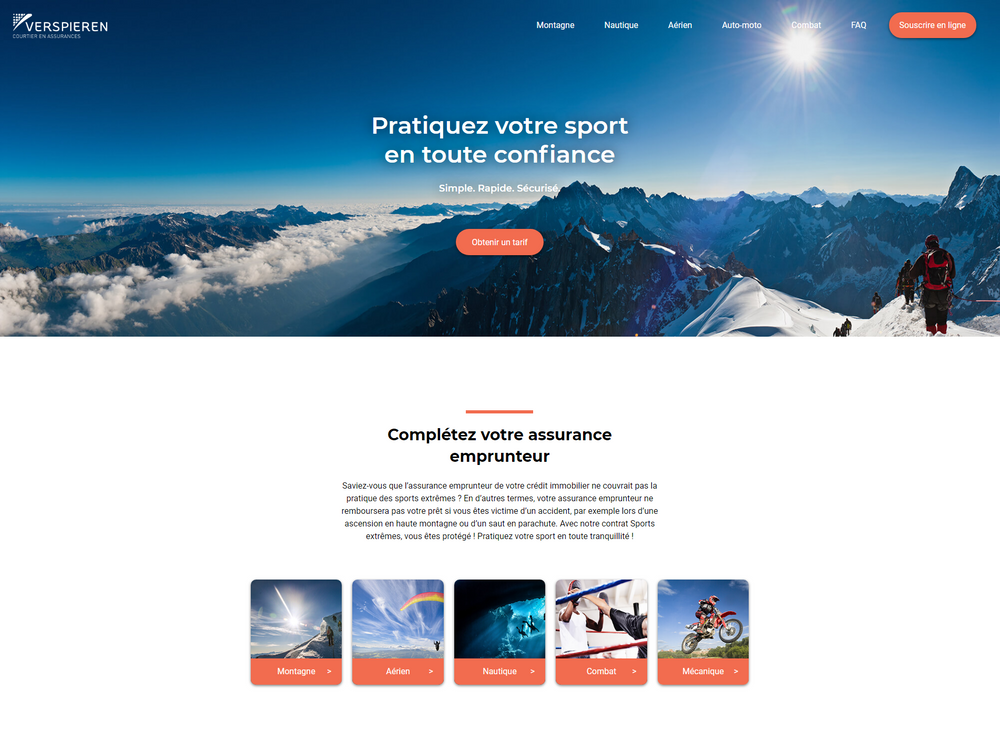 VERSPIEREN
COURTIER EN ASSURANCES
Montagne Nautique Aérien Auto-moto Combat FAQ Souscrire en ligne
Pratiquez votre sport
en toute confiance
Simple. Rapide. Sécurisé.
Obtenir un tarif
Complétez votre assurance
emprunteur
Saviez-vous que l'assurance emprunteur de votre crédit immobilier ne couvrait pas la
pratique des sports extrêmes ? En d'autres termes, votre assurance emprunteur ne
remboursera pas votre prêt si vous êtes victime d'un accident, par exemple lors d'une
ascension en haute montagne ou d'un saut en parachute. Avec notre contrat Sports
extrêmes, vous êtes protégé ! Pratiquez votre sport en toute tranquillité !
Montagne > Aérien > Nautique > Combat > Mécanique >